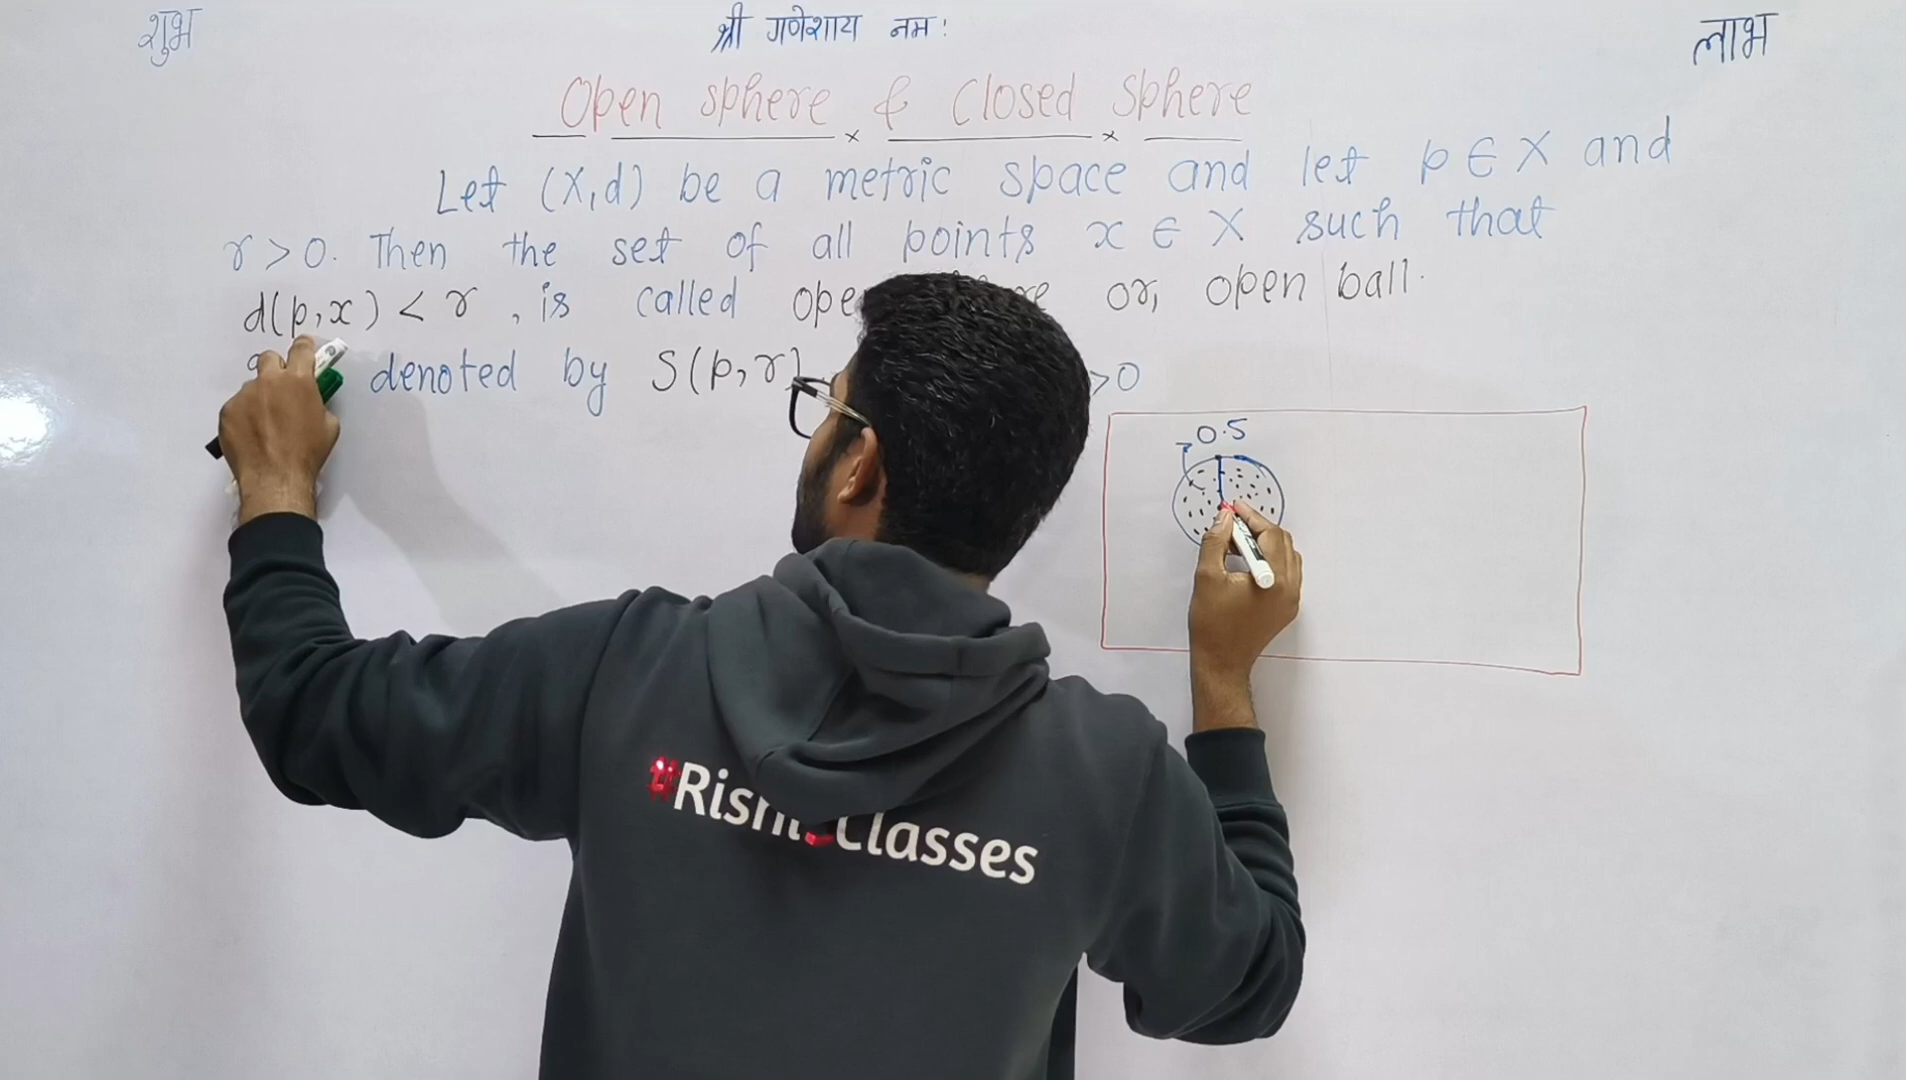 शुभ श्री गणेशाय नमः लाभ
Open sphere & Closed Sphere
Let (X,d) be a metric space and let p ∈ X and
r > 0. Then the set of all points x ∈ X such that
d(p,x) < r , is called or, open ball.
denoted by S(p,r) >0
0.5
#Rishi Classes